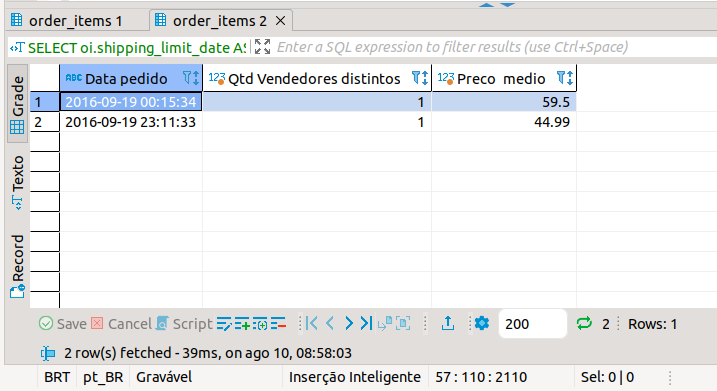 order_items 1 order_items 2
SELECT oi.shipping_limit_date AS Enter a SQL expression to filter results (use Ctrl+Space)
Grade
Texto
Record
ABC Data pedido 123 Qtd Vendedores distintos 123 Preco medio
1 2016-09-19 00:15:34 1 59.5
2 2016-09-19 23:11:33 1 44.99
Save Cancel Script 200 2 Rows: 1
2 row(s) fetched - 39ms, on ago 10, 08:58:03
BRT pt_BR Gravável Inserção Inteligente 57 : 110 : 2110 Sel: 0 | 0